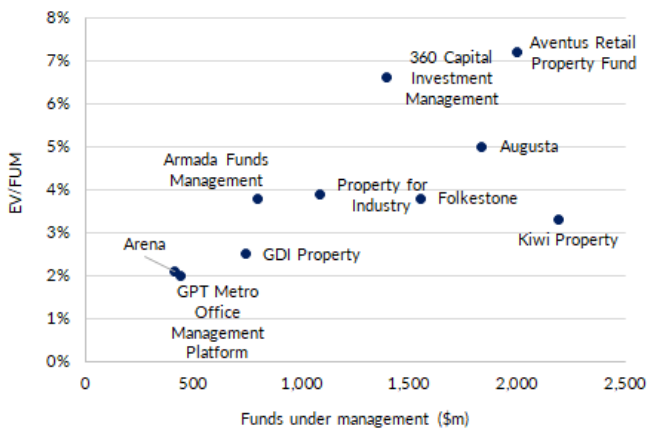 8%
7%
6%
5%
4%
3%
2%
1%
0%
EV/FUM
Aventus Retail
Property Fund
360 Capital
Investment
Management
Augusta
Armada Funds
Management
Property for
Industry
Folkestone
Kiwi Property
Arena
GDI Property
GPT Metro
Office
Management
Platform
0
500
1,000
1,500
2,000
2,500
Funds under management ($m)